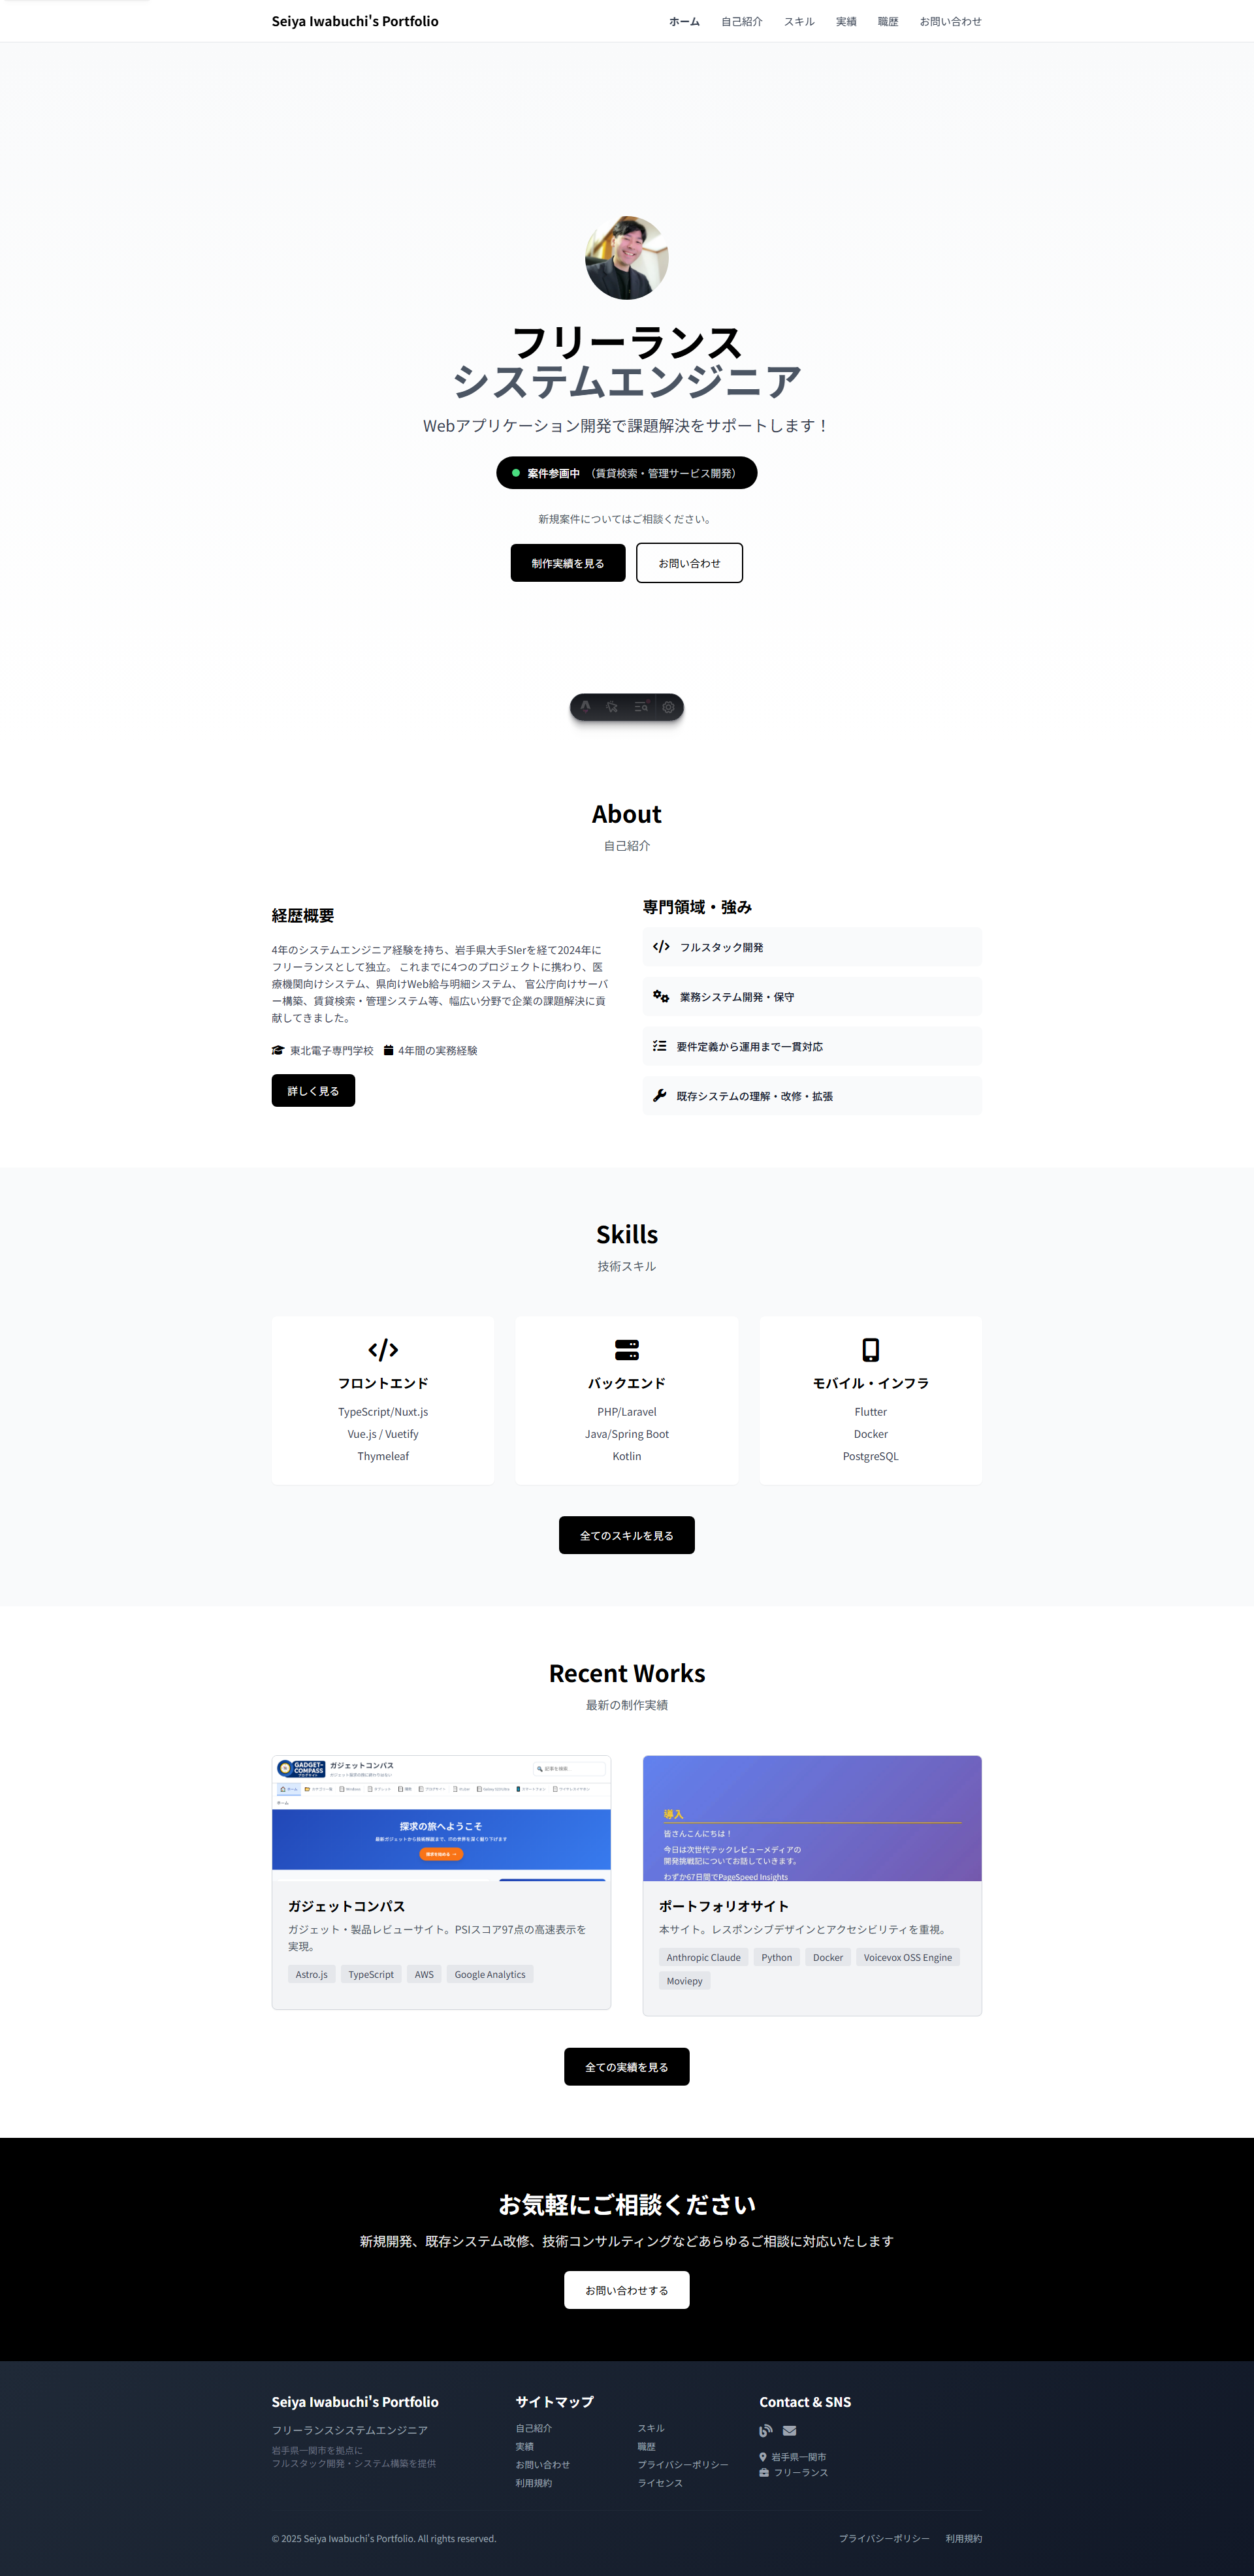 Seiya Iwabuchi's Portfolio
ホーム 自己紹介 スキル 実績 職歴 お問い合わせ
フリーランス
システムエンジニア
Webアプリケーション開発で課題解決をサポートします！
案件参画中 （賃貸検索・管理サービス開発）
新規案件についてはご相談ください。
制作実績を見る お問い合わせ
About
自己紹介
経歴概要
4年のシステムエンジニア経験を持ち、岩手県大手SIerを経て2024年に
フリーランスとして独立。 これまでに4つのプロジェクトに携わり、医
療機関向けシステム、県向けWeb給与明細システム、 官公庁向けサーバ
ー構築、賃貸検索・管理システム等、幅広い分野で企業の課題解決に貢
献してきました。
東北電子専門学校 4年間の実務経験
詳しく見る
専門領域・強み
フルスタック開発
業務システム開発・保守
要件定義から運用まで一貫対応
既存システムの理解・改修・拡張
Skills
技術スキル
フロントエンド
TypeScript/Nuxt.js
Vue.js / Vuetify
Thymeleaf
バックエンド
PHP/Laravel
Java/Spring Boot
Kotlin
モバイル・インフラ
Flutter
Docker
PostgreSQL
全てのスキルを見る
Recent Works
最新の制作実績
GADGET-
COMPASS
ガジェットコンパス
記事を検索...
ホーム
探求の旅へようこそ
最新ガジェットから技術解説まで、ITの世界を深く掘り下げます
ガジェットコンパス
ガジェット・製品レビューサイト。PSIスコア97点の高速表示を
実現。
Astro.js TypeScript AWS Google Analytics
導入
皆さんこんにちは！
今日は次世代テックレビューメディアの
開発挑戦記についてお話していきます。
わずか67日間でPageSpeed Insights
ポートフォリオサイト
本サイト。レスポンシブデザインとアクセシビリティを重視。
Anthropic Claude Python Docker Voicevox OSS Engine
Moviepy
全ての実績を見る
お気軽にご相談ください
新規開発、既存システム改修、技術コンサルティングなどあらゆるご相談に対応いたします
お問い合わせする
Seiya Iwabuchi's Portfolio
フリーランスシステムエンジニア
岩手県一関市を拠点に
フルスタック開発・システム構築を提供
サイトマップ
自己紹介 スキル
実績 職歴
お問い合わせ プライバシーポリシー
利用規約 ライセンス
Contact & SNS
岩手県一関市
フリーランス
© 2025 Seiya Iwabuchi's Portfolio. All rights reserved.
プライバシーポリシー 利用規約